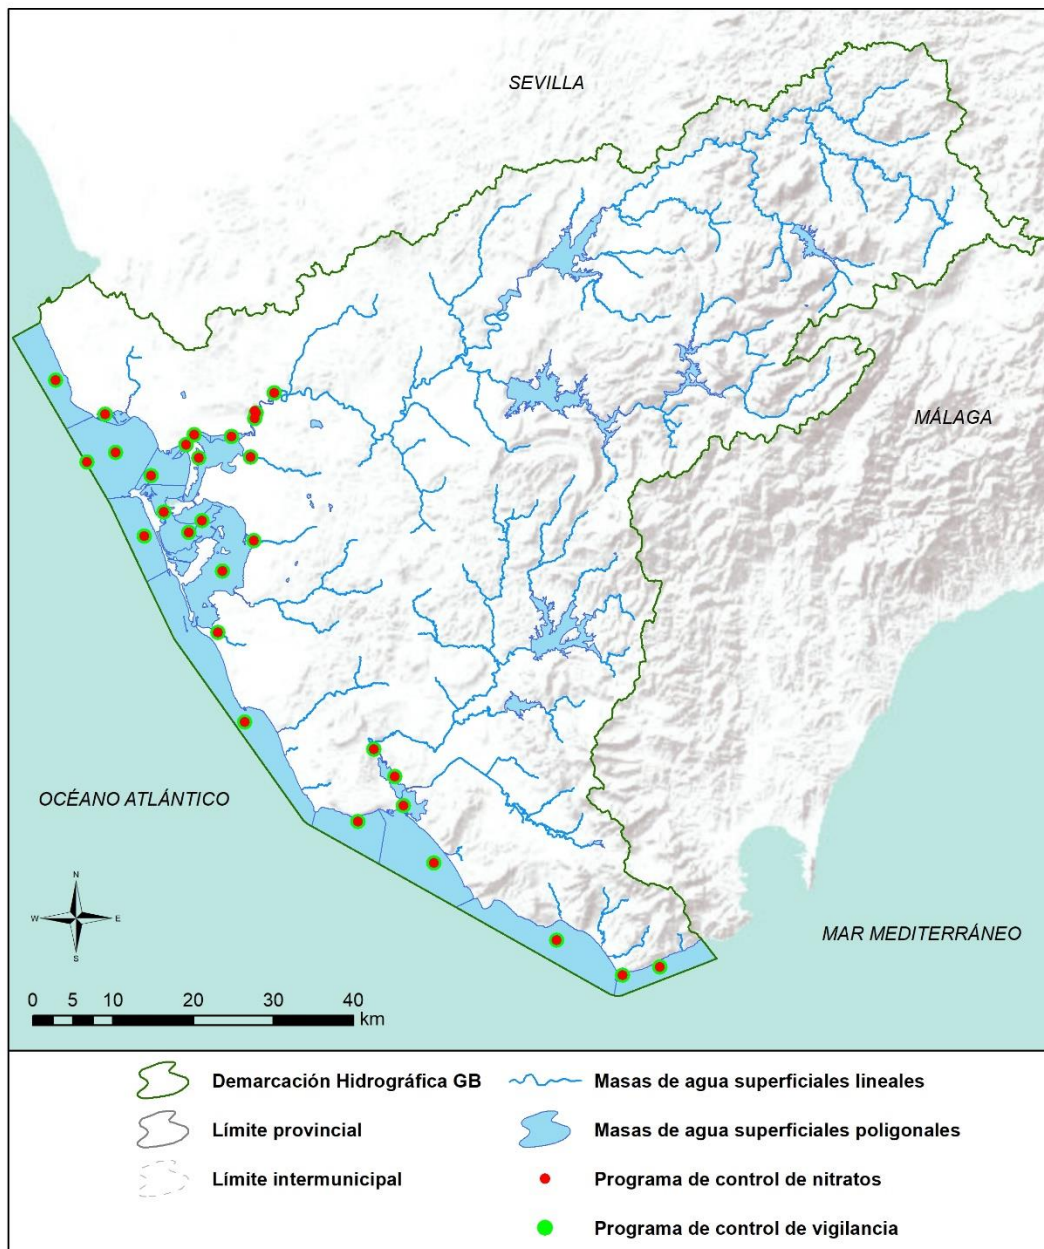 SEVILLA
MÁLAGA
OCÉANO ATLÁNTICO
MAR MEDITERRÁNEO
N
W E
S
0 5 10 20 30 40
km
Demarcación Hidrográfica GB
Límite provincial
Límite intermunicipal
Masas de agua superficiales lineales
Masas de agua superficiales poligonales
Programa de control de nitratos
Programa de control de vigilancia